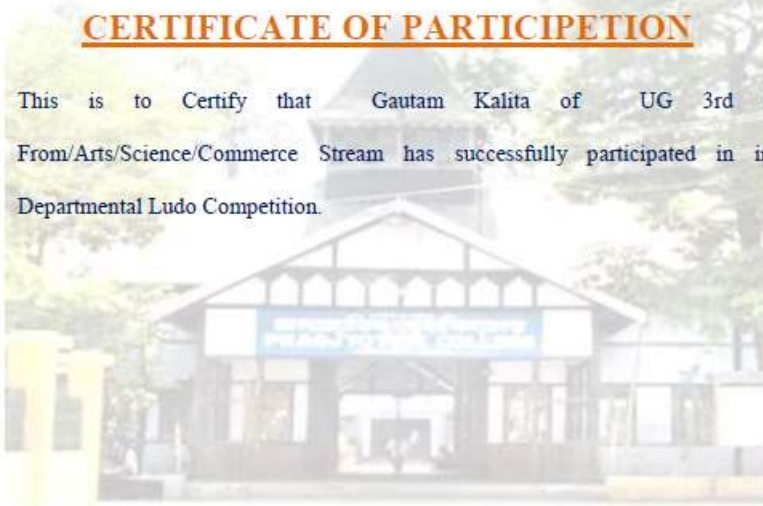 CERTIFICATE OF PARTICIPETION
This is to Certify that Gautam Kalita of UG 3rd
From/Arts/Science/Commerce Stream has successfully participated in
Departmental Ludo Competition.
COLLEGE